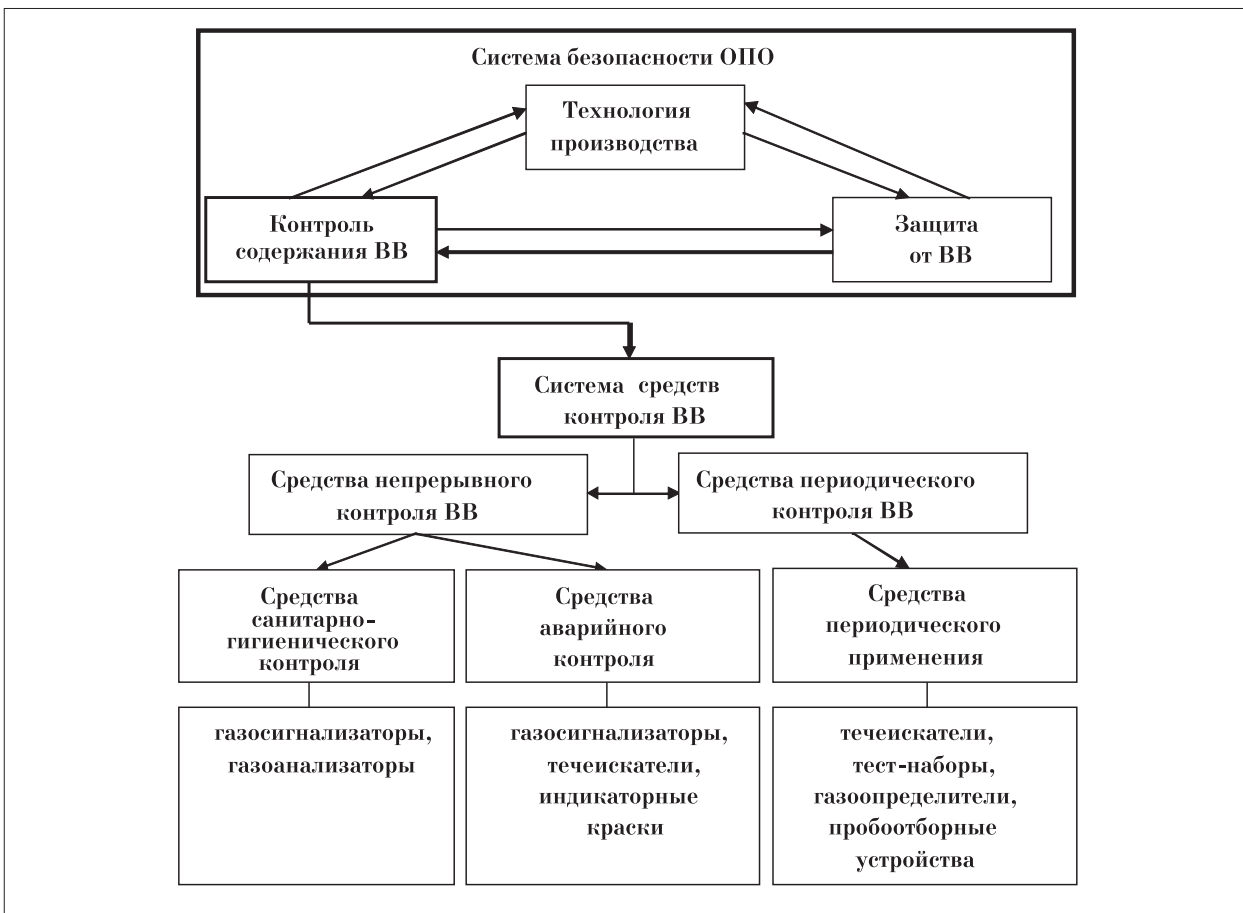 Система безопасности ОПО
Технология
производства
Контроль
содержания ВВ
Защита
от ВВ
Система средств
контроля ВВ
Средства непрерывного
контроля ВВ
Средства периодического
контроля ВВ
Средства
санитарно-
гигиенического
контроля
Средства
аварийного
контроля
Средства
периодического
применения
газосигнализаторы,
газоанализаторы
газосигнализаторы,
течеискатели,
индикаторные
краски
течеискатели,
тест-наборы,
газоопределители,
пробоотборные
устройства